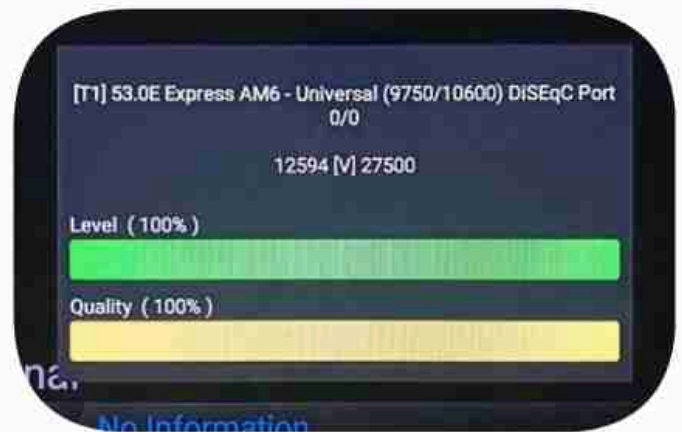 [T1] 53.0E Express AM6 - Universal (9750/10600) DiSEqC Port
0/0
12594 [V] 27500
Level ( 100% )
Quality ( 100% )
No Information